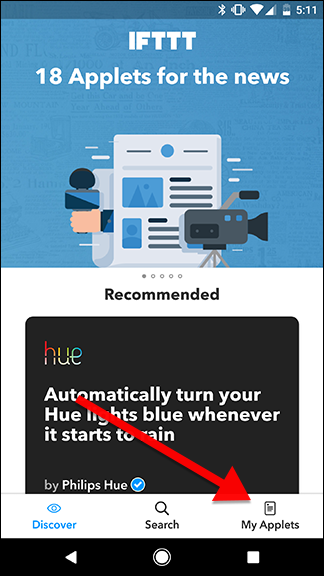 5:11
IFTTT
18 Applets for the news
Recommended
hue
Automatically turn your
Hue lights blue whenever
it starts to rain
by Philips Hue
Discover
Search
My Applets